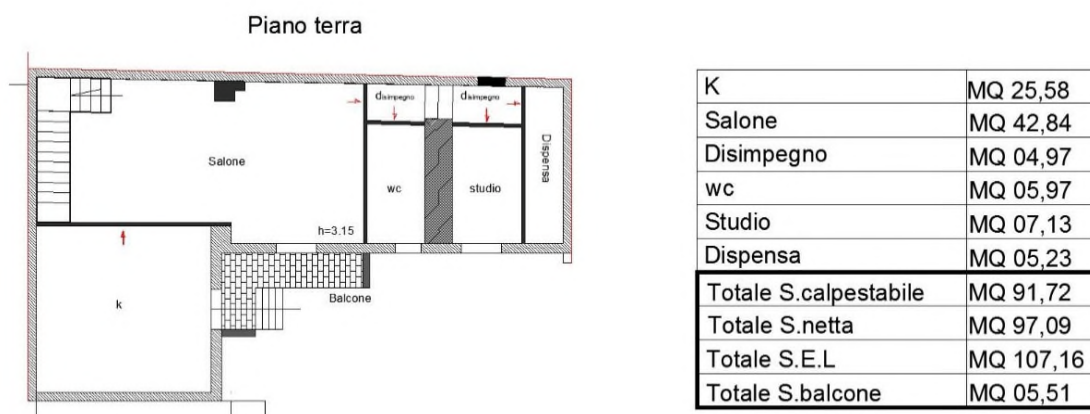 Piano terra
disimpegno
disimpegno
Salone
wc
studio
Dispensa
h=3.15
k
Balcone
K MQ 25,58
Salone MQ 42,84
Disimpegno MQ 04,97
wc MQ 05,97
Studio MQ 07,13
Dispensa MQ 05,23
Totale S.calpestabile MQ 91,72
Totale S.netta MQ 97,09
Totale S.E.L MQ 107,16
Totale S.balcone MQ 05,51